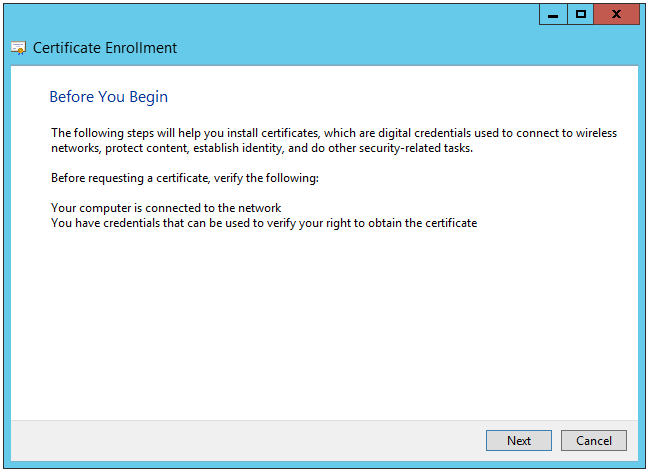 Certificate Enrollment
Before You Begin
The following steps will help you install certificates, which are digital credentials used to connect to wireless
networks, protect content, establish identity, and do other security-related tasks.
Before requesting a certificate, verify the following:
Your computer is connected to the network
You have credentials that can be used to verify your right to obtain the certificate
Next
Cancel